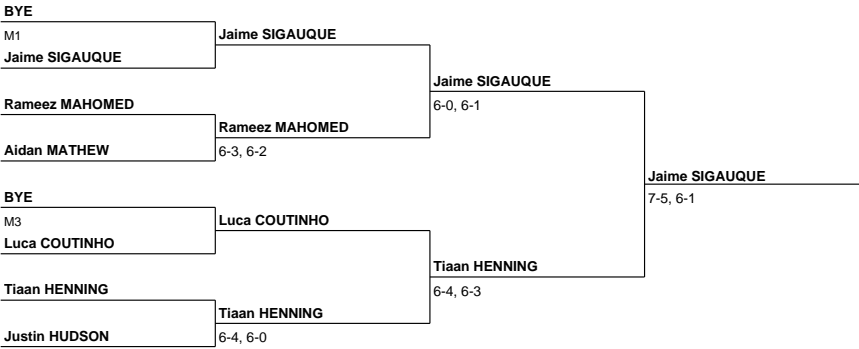 BYE
M1
Jaime SIGAUQUE
Jaime SIGAUQUE
Jaime SIGAUQUE
6-0, 6-1
Rameez MAHOMED
Rameez MAHOMED
Aidan MATHEW
6-3, 6-2
Jaime SIGAUQUE
7-5, 6-1
BYE
M3
Luca COUTINHO
Luca COUTINHO
Tiaan HENNING
6-4, 6-3
Tiaan HENNING
Tiaan HENNING
Justin HUDSON
6-4, 6-0